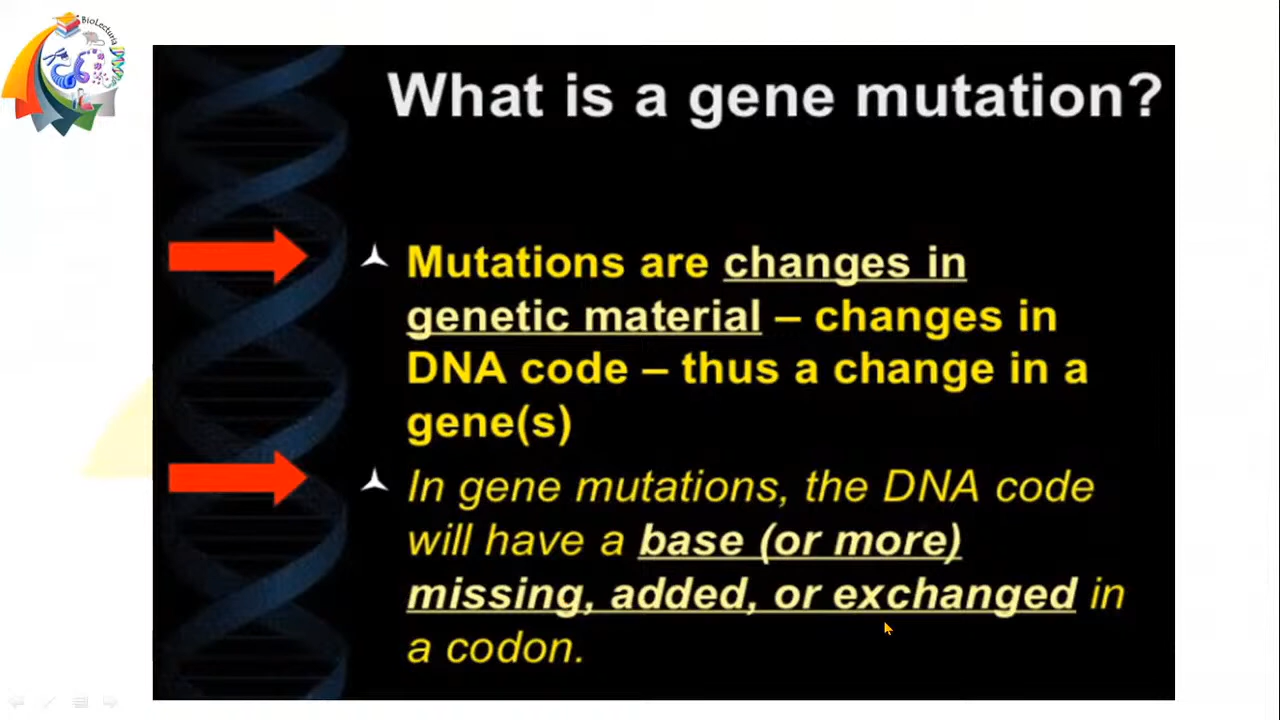 BioLecturia
What is a gene mutation?
Mutations are changes in
genetic material – changes in
DNA code – thus a change in a
gene(s)
In gene mutations, the DNA code
will have a base (or more)
missing, added, or exchanged in
a codon.